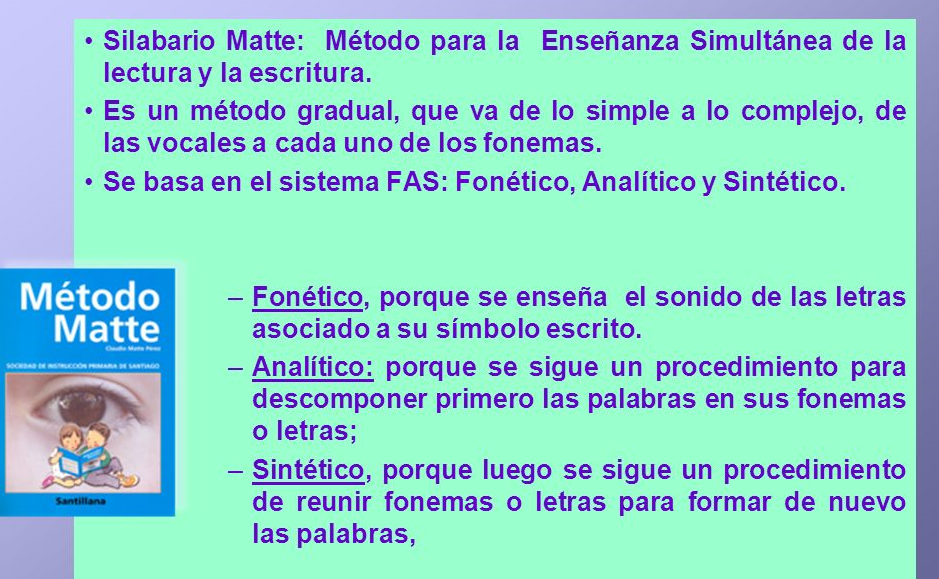 • Silabario Matte: Método para la Enseñanza Simultánea de la
lectura y la escritura.
• Es un método gradual, que va de lo simple a lo complejo, de
las vocales a cada uno de los fonemas.
• Se basa en el sistema FAS: Fonético, Analítico y Sintético.
– Fonético, porque se enseña el sonido de las letras
asociado a su símbolo escrito.
– Analítico: porque se sigue un procedimiento para
descomponer primero las palabras en sus fonemas
o letras;
– Sintético, porque luego se sigue un procedimiento
de reunir fonemas o letras para formar de nuevo
las palabras,
Método
Matte
Claudio Matte Pérez
SOCIEDAD DE INSTRUCCIÓN PRIMARIA DE SANTIAGO
Santillana